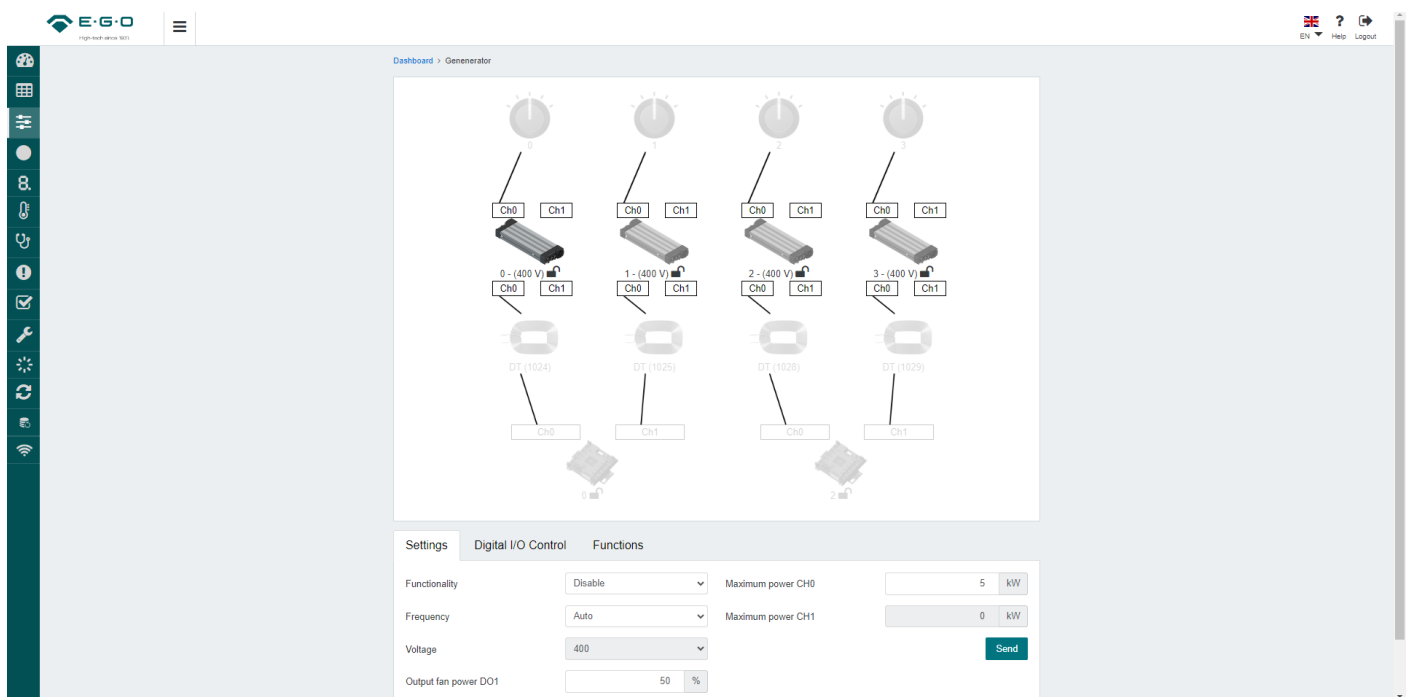 E·G·O
High-tech since 1931
EN
? Help
Logout
Dashboard > Genenerator
0 1 2 3
Ch0 Ch1 Ch0 Ch1 Ch0 Ch1 Ch0 Ch1
0 - (400 V) 1 - (400 V) 2 - (400 V) 3 - (400 V)
Ch0 Ch1 Ch0 Ch1 Ch0 Ch1 Ch0 Ch1
DT (1024) DT (1025) DT (1028) DT (1029)
Ch0 Ch1 Ch0 Ch1
0 2
8.
Settings Digital I/O Control Functions
Functionality Disable Maximum power CH0 5 kW
Frequency Auto Maximum power CH1 0 kW
Voltage 400 Send
Output fan power DO1 50 %